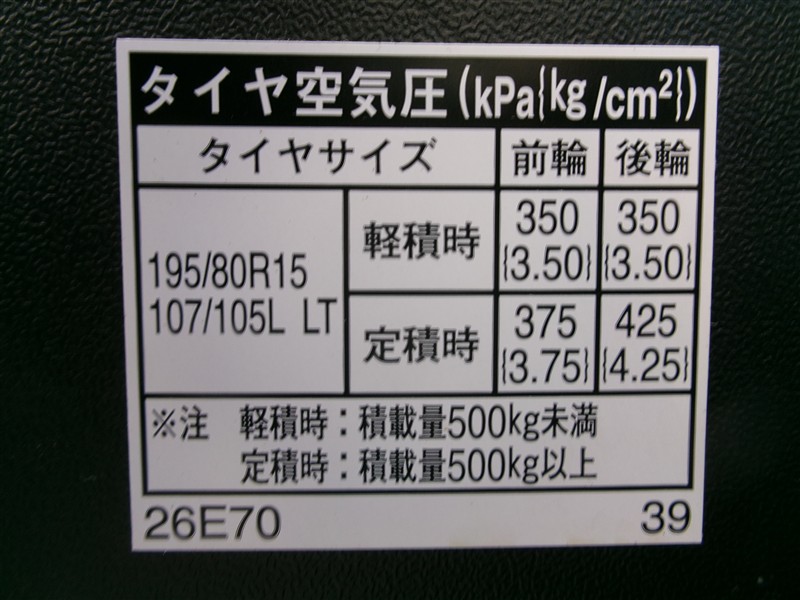 タイヤ空気圧(kPa{kg/cm²})
タイヤサイズ 前輪 後輪
195/80R15
107/105L LT
軽積時 350 350
{3.50} {3.50}
定積時 375 425
{3.75} {4.25}
※注 軽積時:積載量500kg未満
定積時:積載量500kg以上
26E70 39